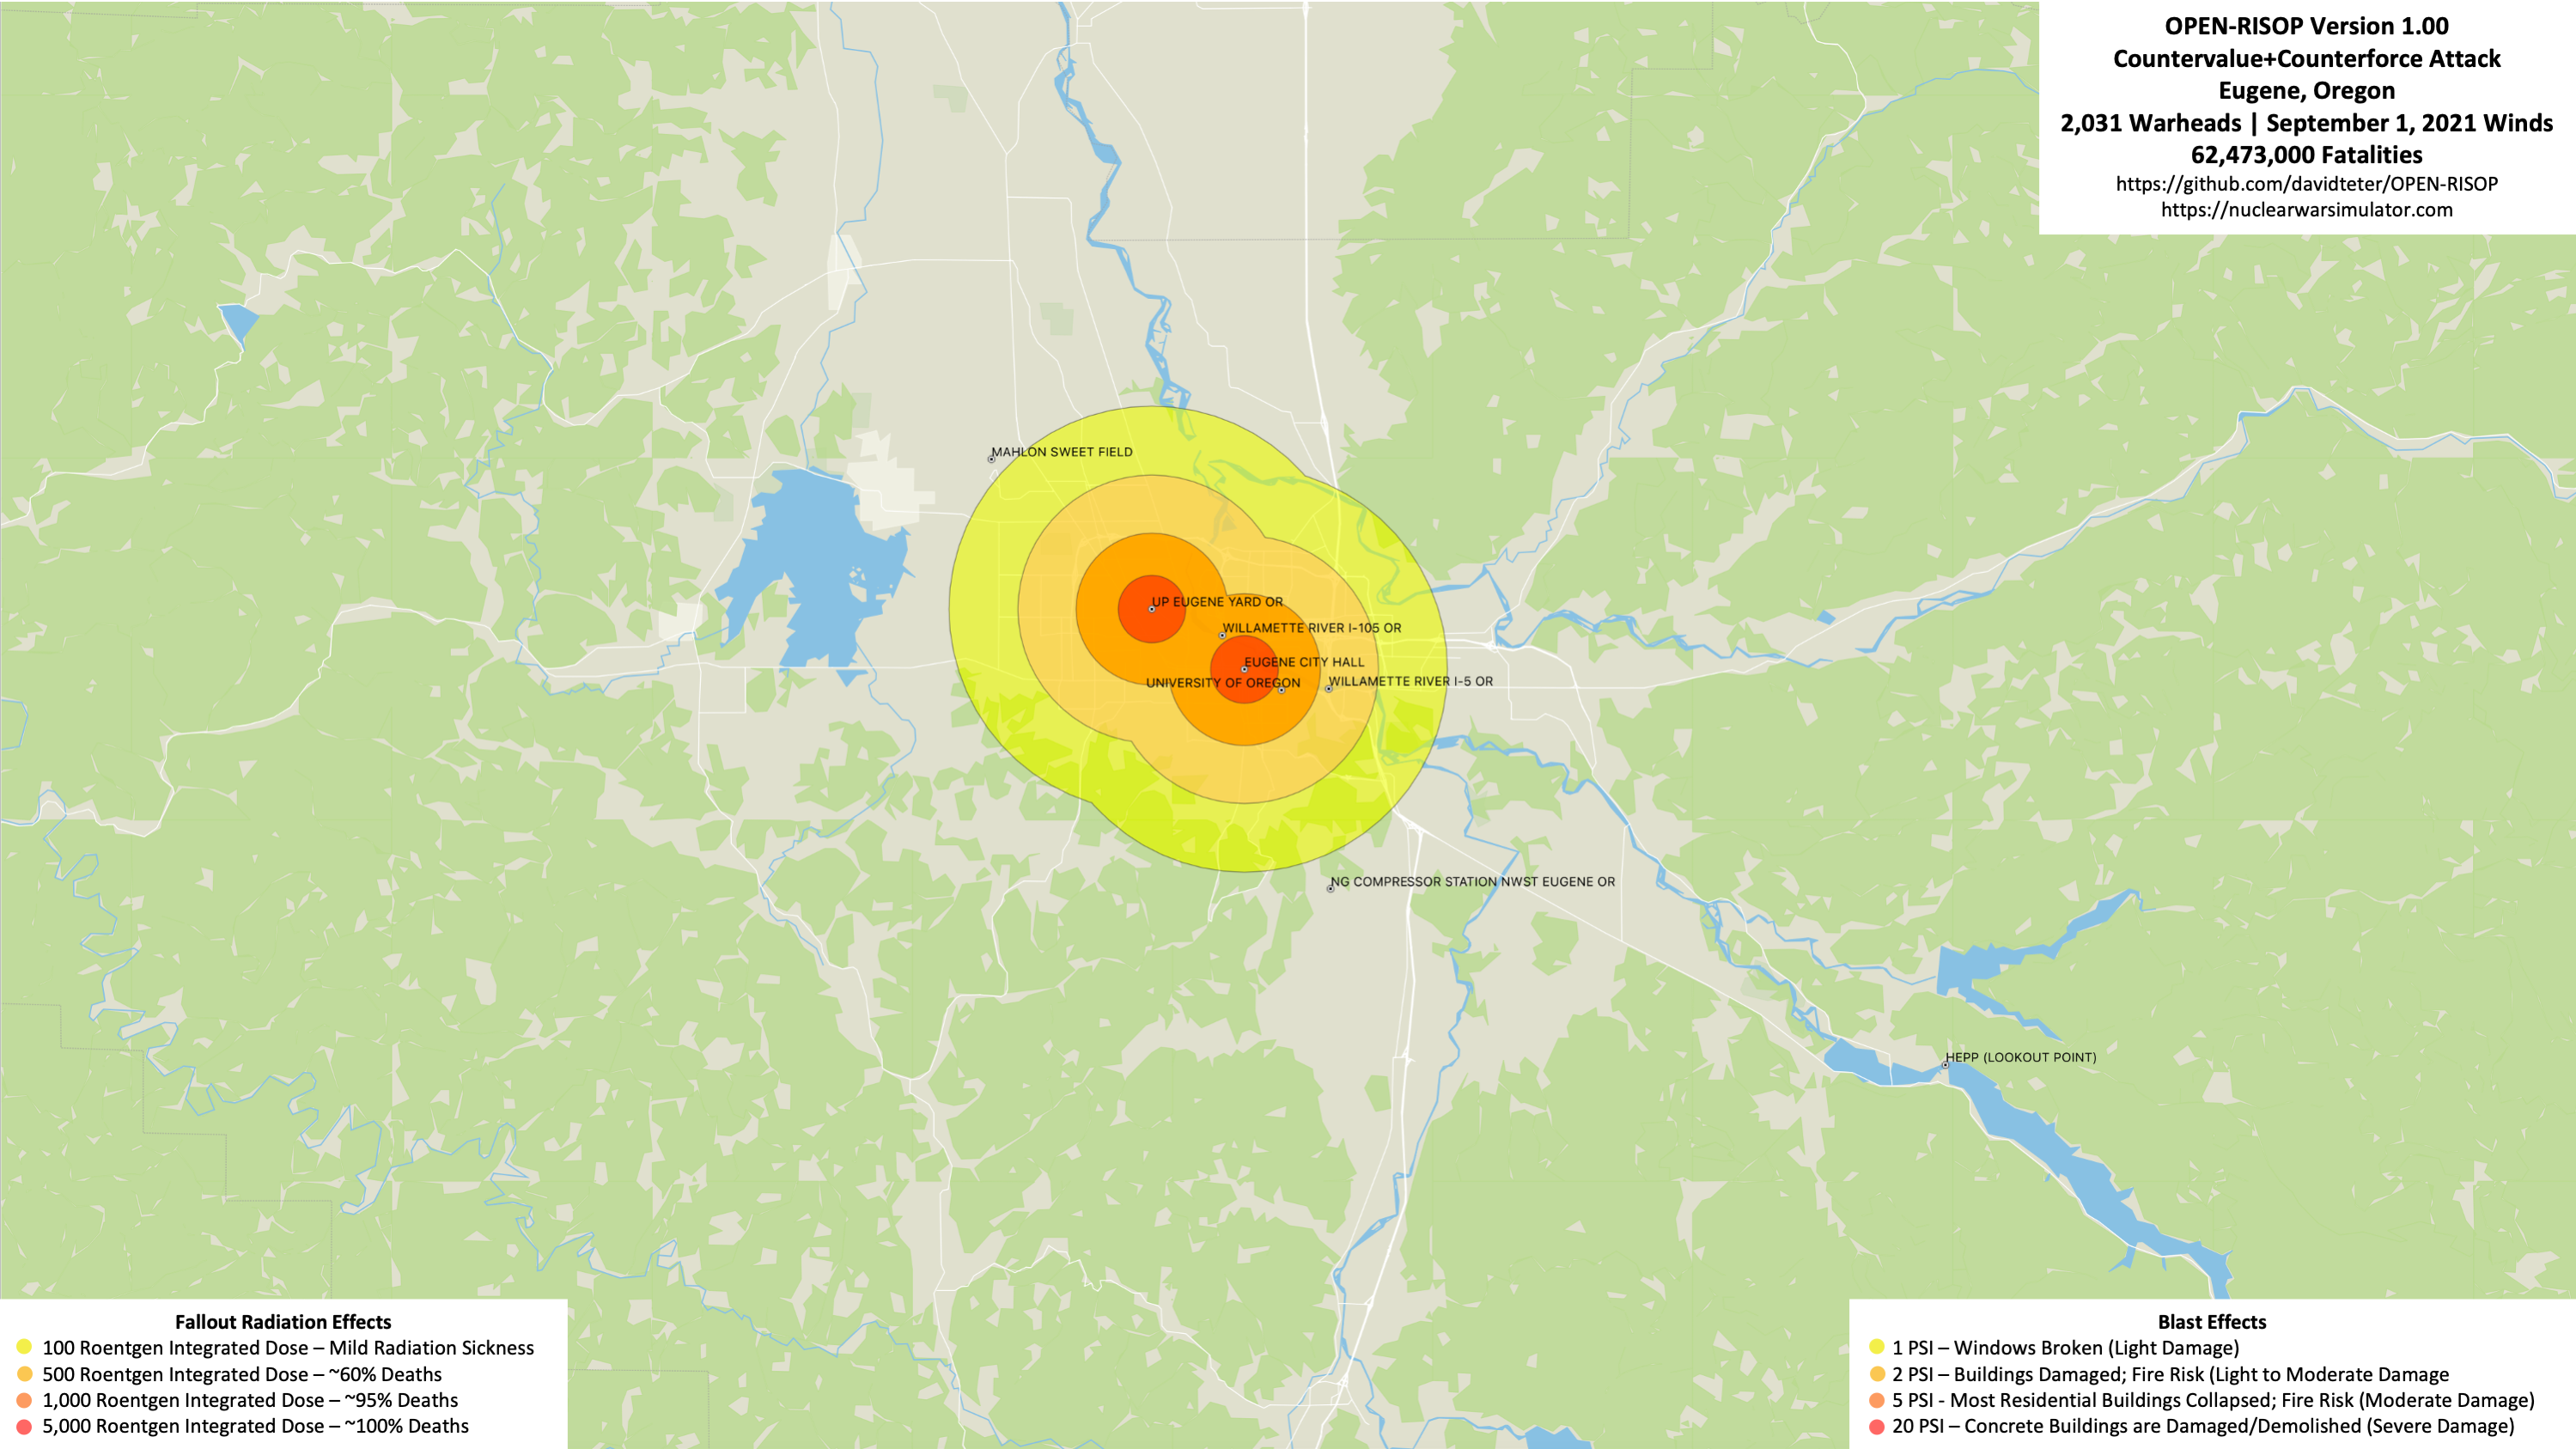 OPEN-RISOP Version 1.00
Countervalue+Counterforce Attack
Eugene, Oregon
2,031 Warheads | September 1, 2021 Winds
62,473,000 Fatalities
https://github.com/davidteter/OPEN-RISOP
https://nuclearwarsimulator.com
MAHLON SWEET FIELD
UP EUGENE YARD OR
WILLAMETTE RIVER I-105 OR
EUGENE CITY HALL
UNIVERSITY OF OREGON
WILLAMETTE RIVER I-5 OR
NG COMPRESSOR STATION NWST EUGENE OR
HEPP (LOOKOUT POINT)
Fallout Radiation Effects
100 Roentgen Integrated Dose – Mild Radiation Sickness
500 Roentgen Integrated Dose – ~60% Deaths
1,000 Roentgen Integrated Dose – ~95% Deaths
5,000 Roentgen Integrated Dose – ~100% Deaths
Blast Effects
1 PSI – Windows Broken (Light Damage)
2 PSI – Buildings Damaged; Fire Risk (Light to Moderate Damage
5 PSI - Most Residential Buildings Collapsed; Fire Risk (Moderate Damage)
20 PSI – Concrete Buildings are Damaged/Demolished (Severe Damage)